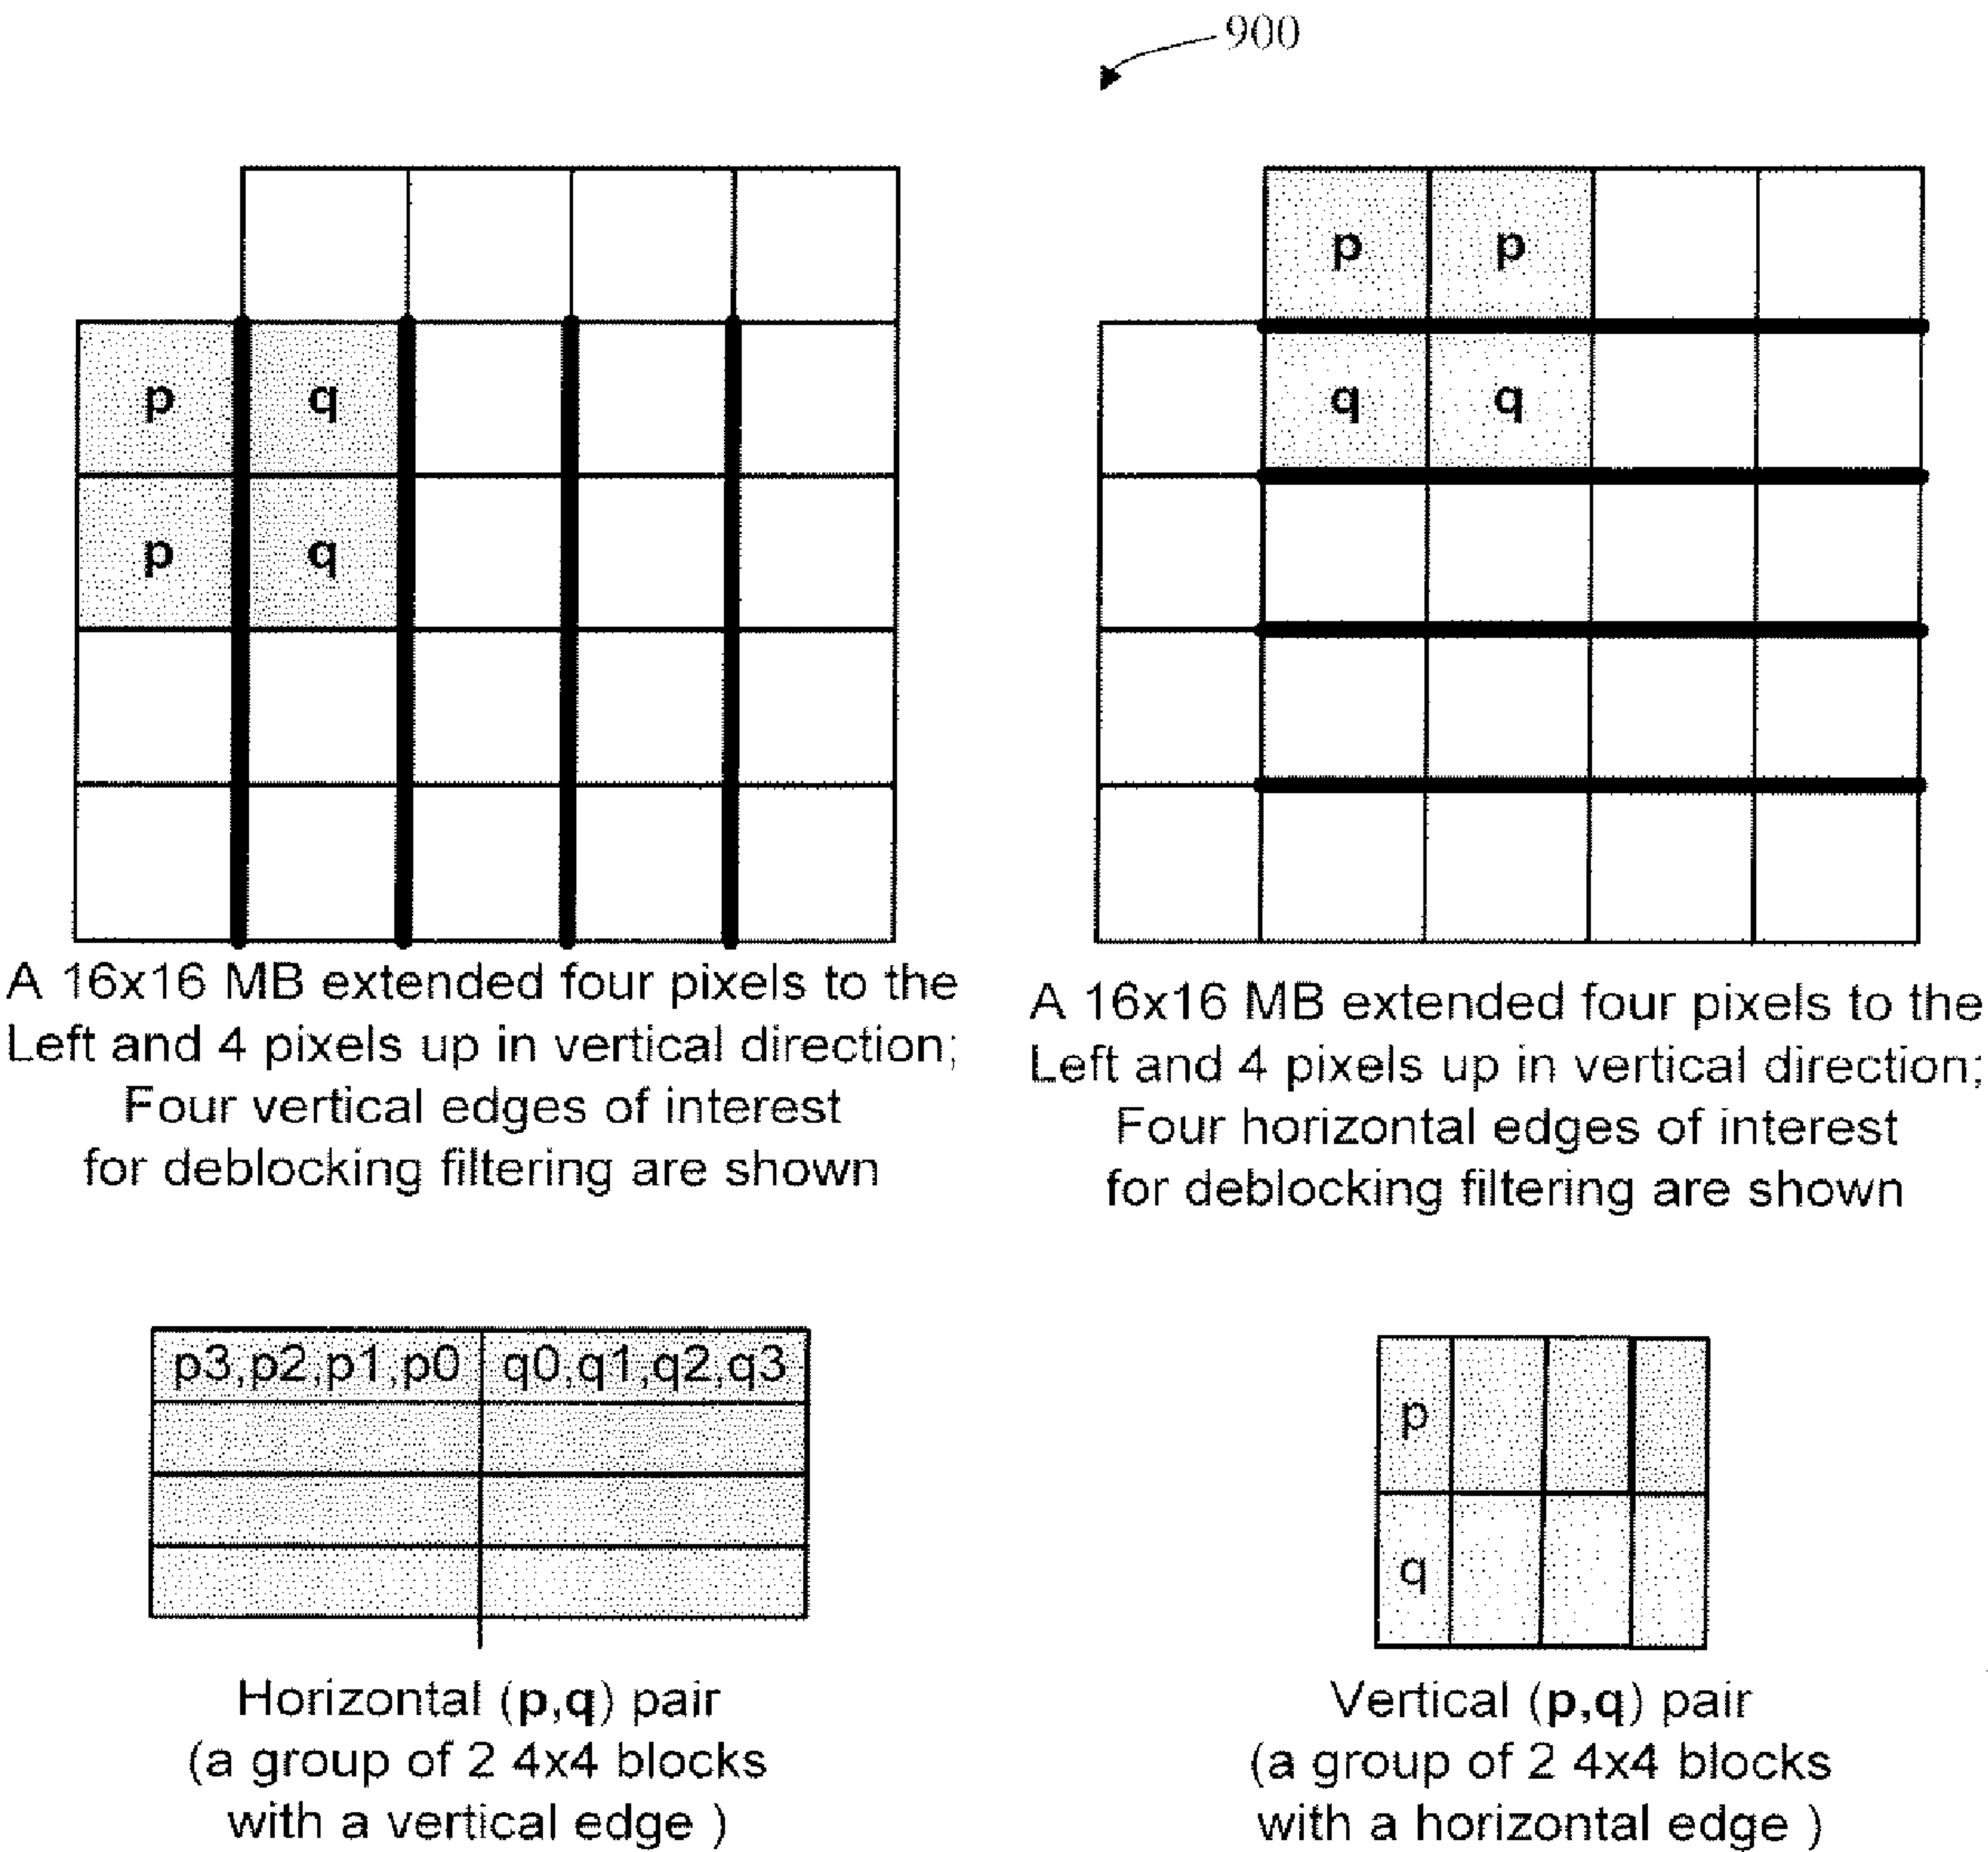 900
p p
q q
p q
p q
A 16x16 MB extended four pixels to the
Left and 4 pixels up in vertical direction;
Four vertical edges of interest
for deblocking filtering are shown
A 16x16 MB extended four pixels to the
Left and 4 pixels up in vertical direction;
Four horizontal edges of interest
for deblocking filtering are shown
p3,p2,p1,p0 q0,q1,q2,q3
Horizontal (p,q) pair
(a group of 2 4x4 blocks
with a vertical edge )
p
q
Vertical (p,q) pair
(a group of 2 4x4 blocks
with a horizontal edge )